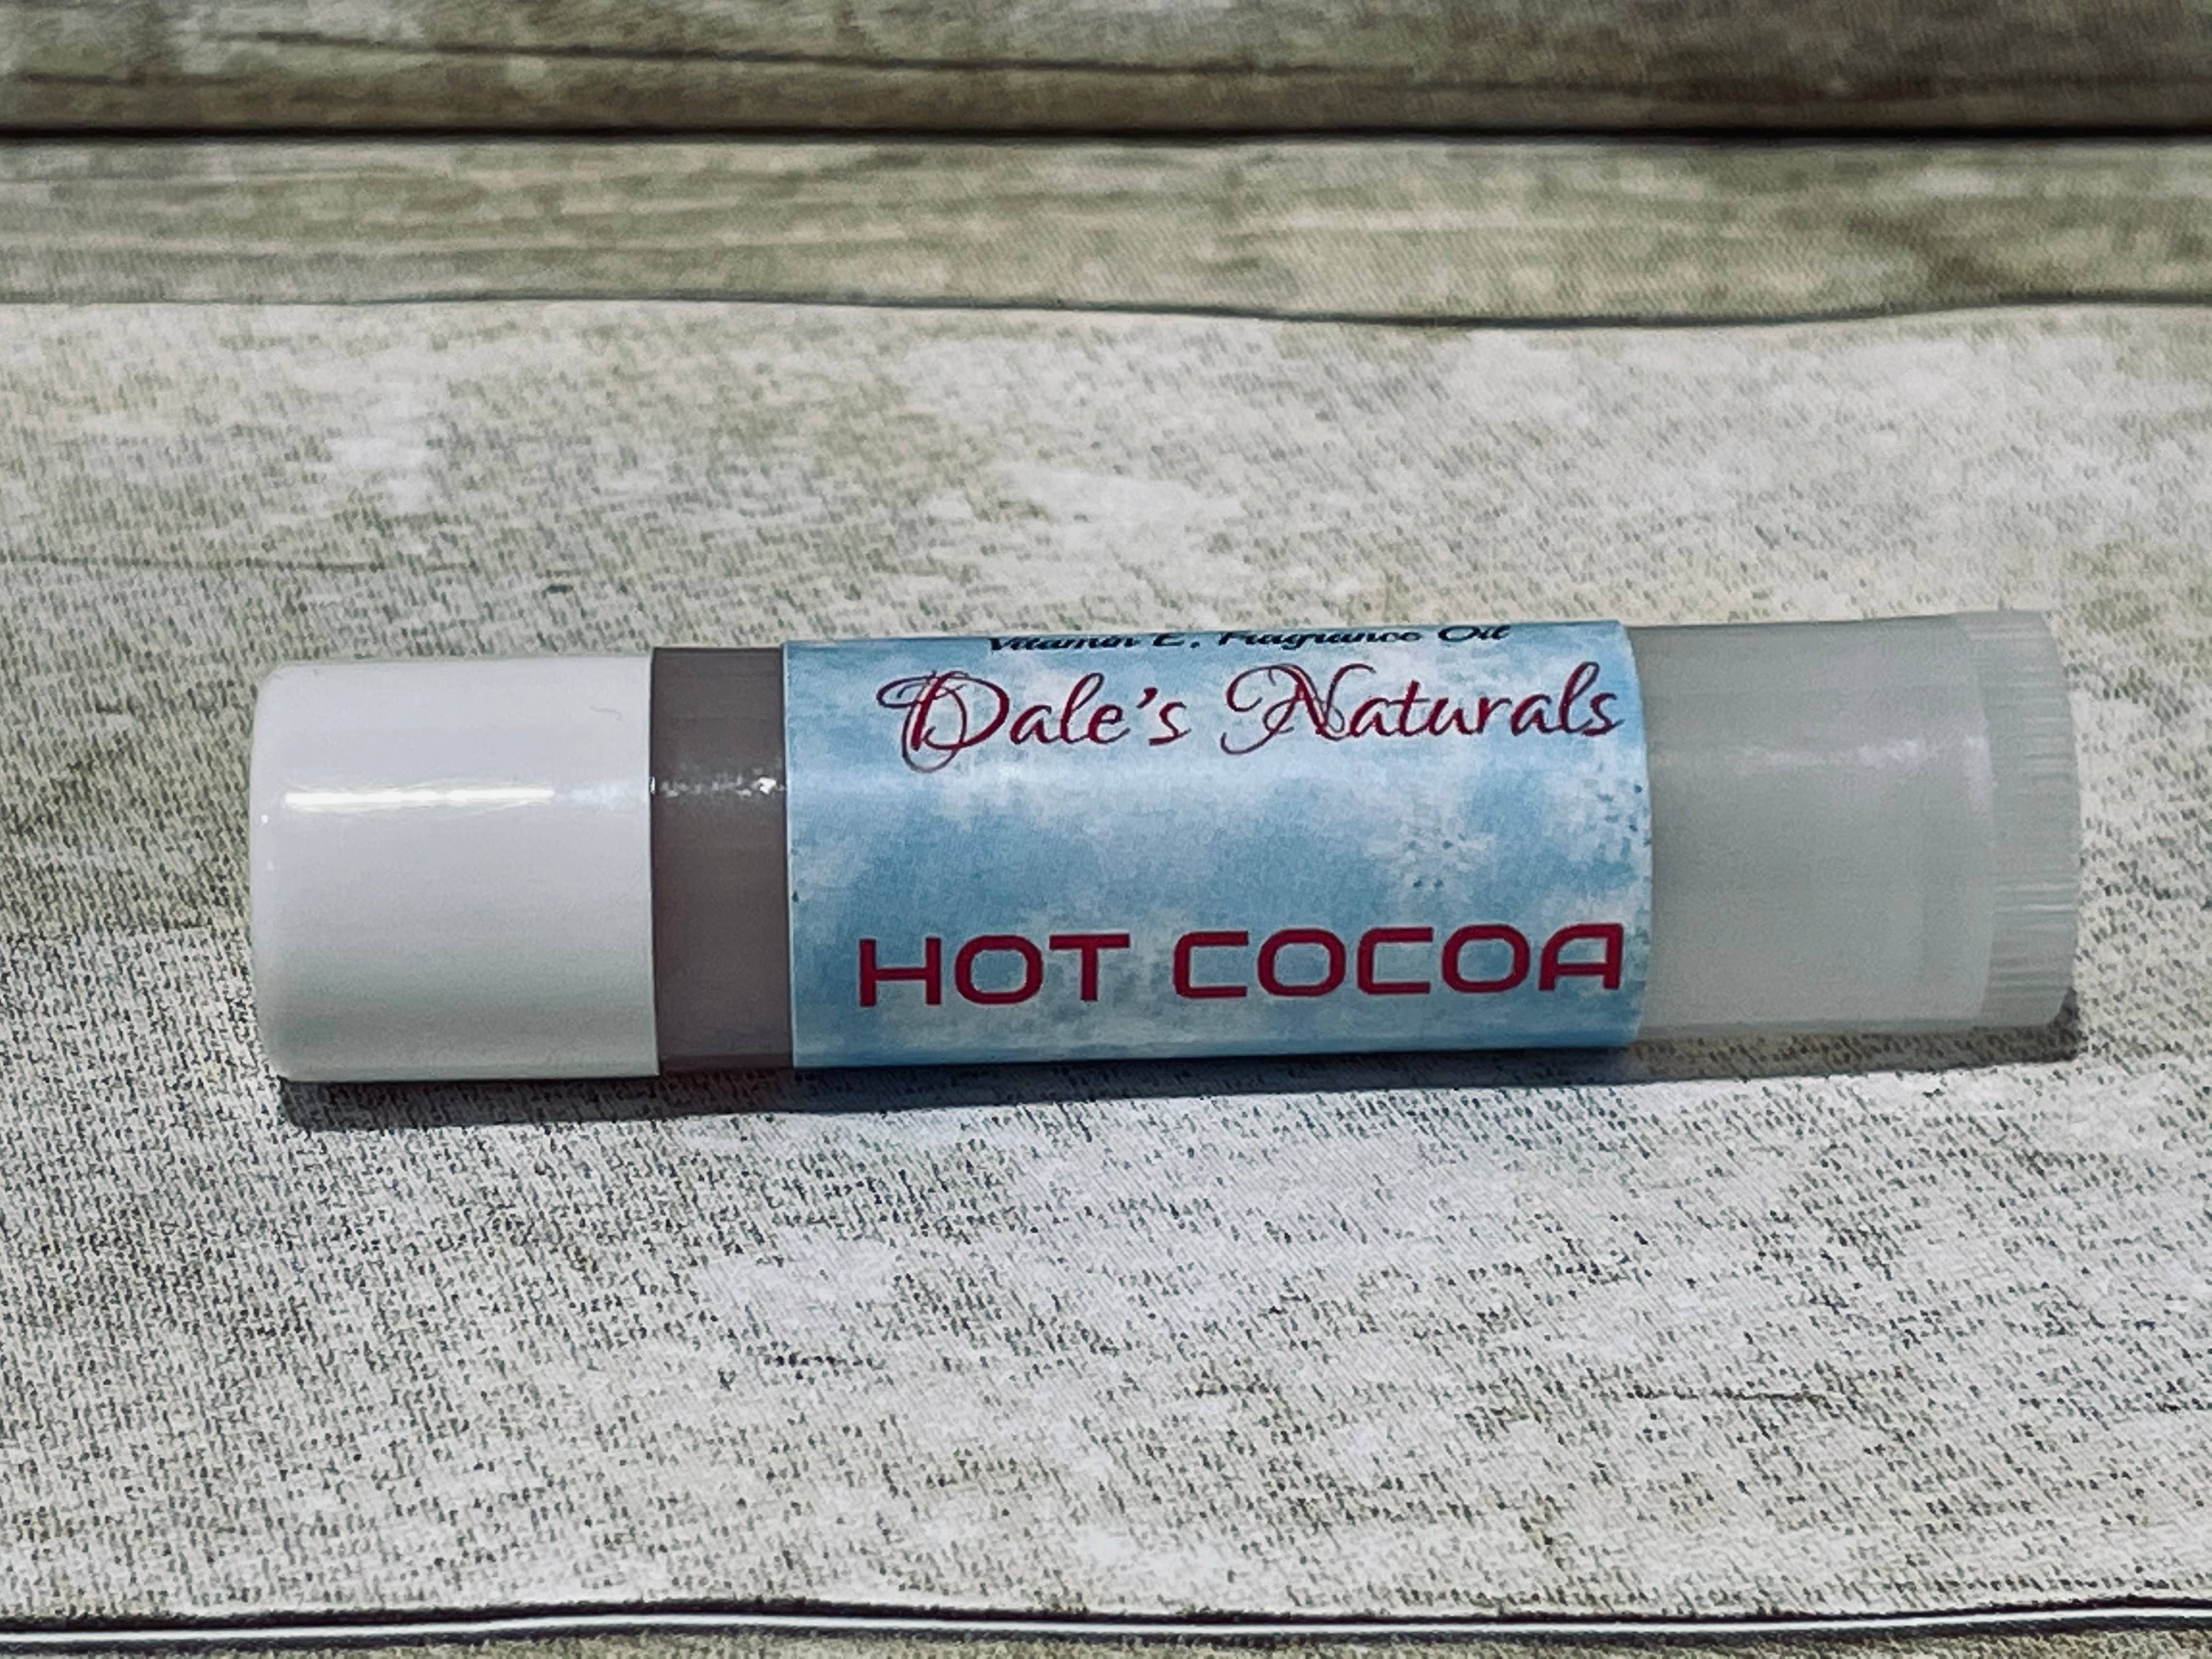 Vitamin E, Fragrance Oil
Dale's Naturals
HOT COCOA